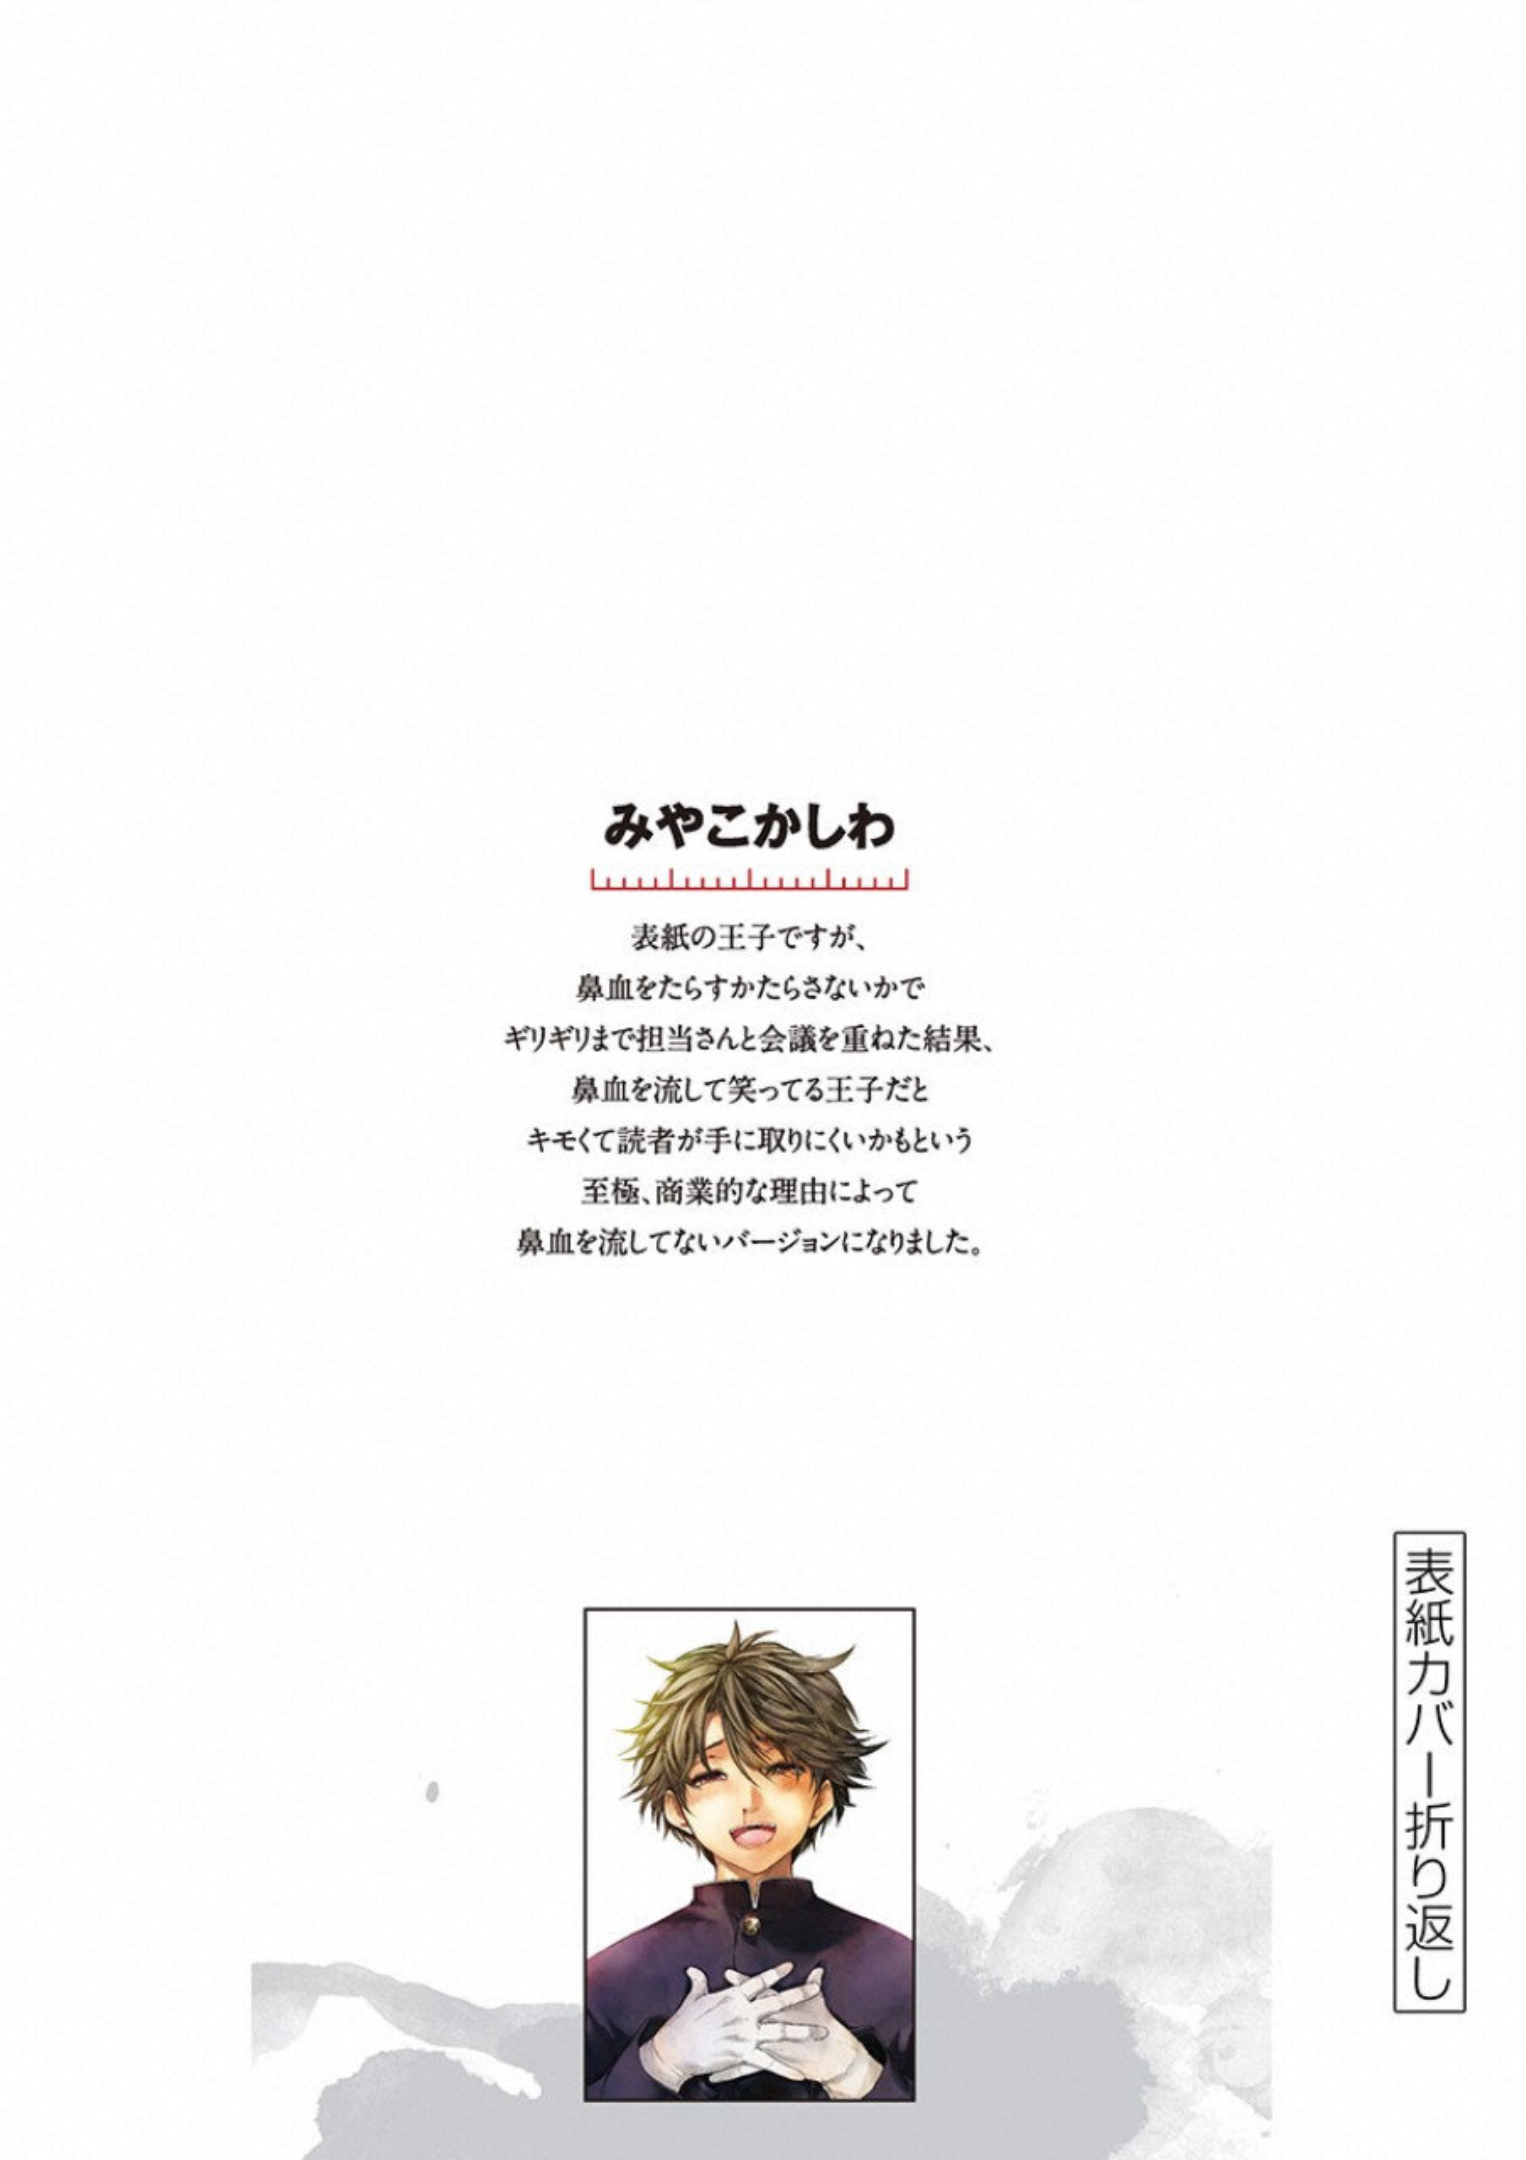 みやこかしわ
表紙の王子ですが、
鼻血をたらすかたらさないかで
ギリギリまで担当さんと会議を重ねた結果、
鼻血を流して笑ってる王子だと
キモくて読者が手に取りにくいかもという
至極、商業的な理由によって
鼻血を流してないバージョンになりました。
表紙カバー折り返し